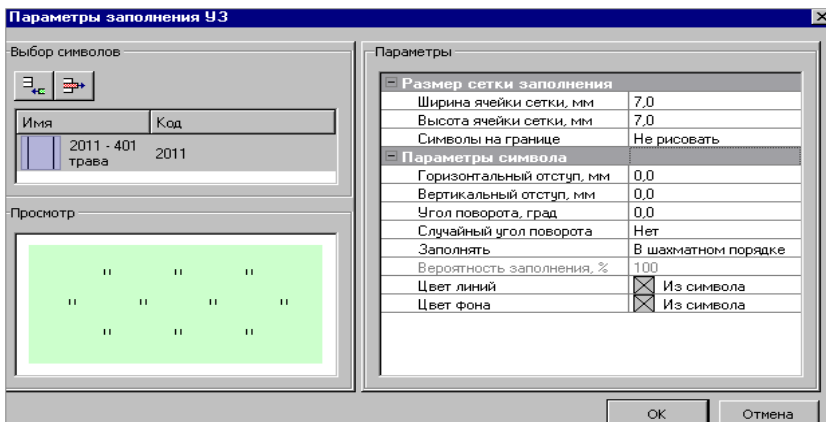 Параметры заполнения УЗ
Выбор символов
Имя Код
2011 - 401 трава 2011
Просмотр
Параметры
Размер сетки заполнения
Ширина ячейки сетки, мм 7,0
Высота ячейки сетки, мм 7,0
Символы на границе Не рисовать
Параметры символа
Горизонтальный отступ, мм 0,0
Вертикальный отступ, мм 0,0
Угол поворота, град 0,0
Случайный угол поворота Нет
Заполнять В шахматном порядке
Вероятность заполнения, % 100
Цвет линий Из символа
Цвет фона Из символа
OK Отмена